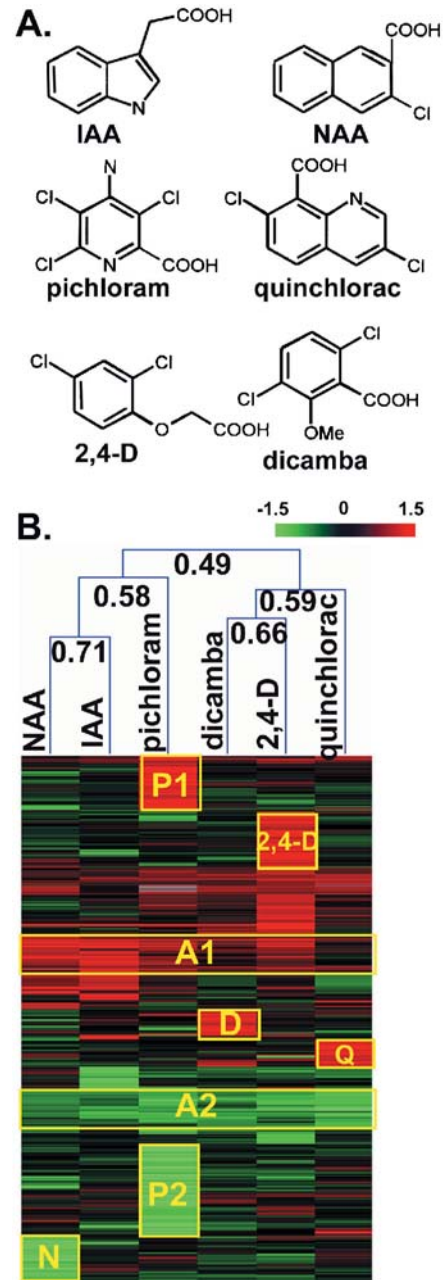 A.
COOH
N
IAA
COOH
Cl
NAA
N
Cl
Cl
Cl
N
COOH
pichloram
COOH
Cl
N
Cl
quinchlorac
Cl
Cl
O
COOH
2,4-D
Cl
Cl
COOH
OMe
dicamba
B.
-1.5 0 1.5
0.49
0.58
0.59
0.71
0.66
NAA
IAA
pichloram
dicamba
2,4-D
quinchlorac
P1
2,4-D
A1
D
Q
A2
P2
N